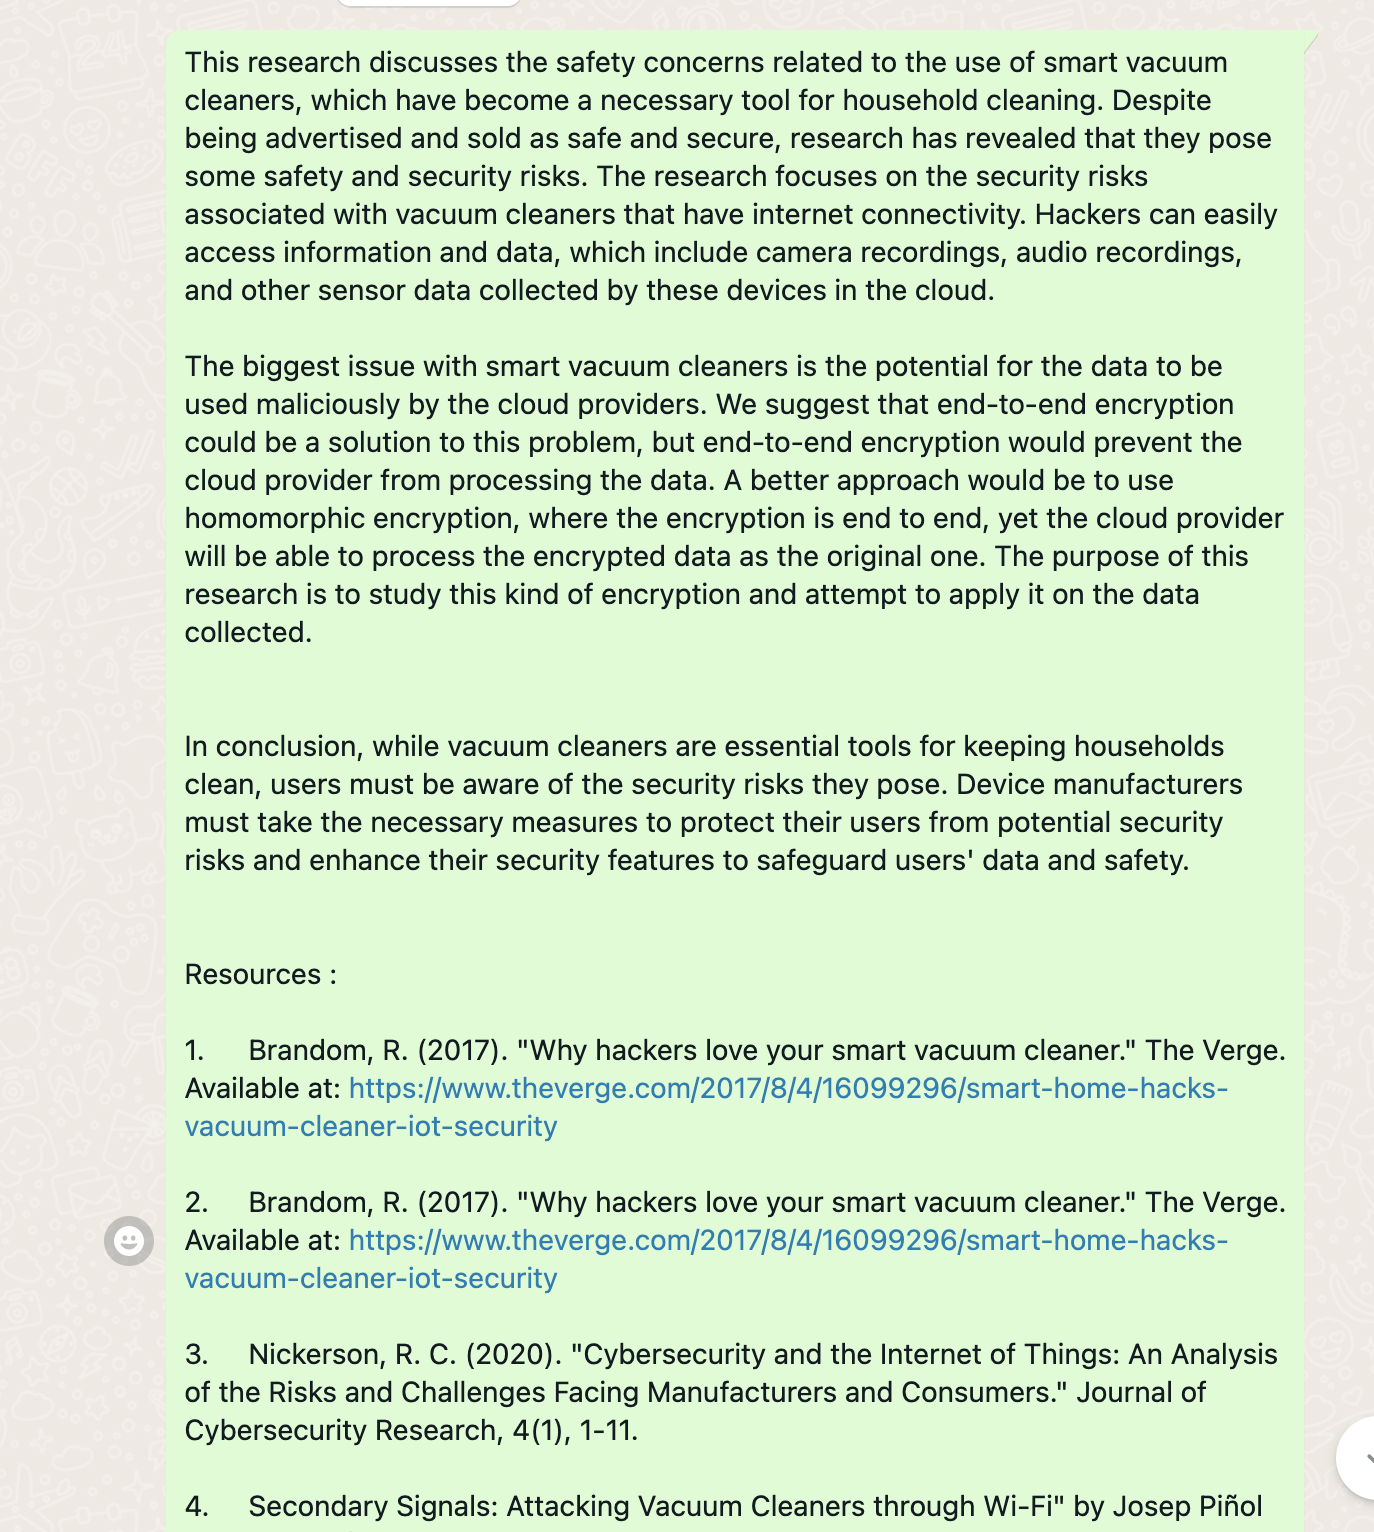 This research discusses the safety concerns related to the use of smart vacuum
cleaners, which have become a necessary tool for household cleaning. Despite
being advertised and sold as safe and secure, research has revealed that they pose
some safety and security risks. The research focuses on the security risks
associated with vacuum cleaners that have internet connectivity. Hackers can easily
access information and data, which include camera recordings, audio recordings,
and other sensor data collected by these devices in the cloud.
The biggest issue with smart vacuum cleaners is the potential for the data to be
used maliciously by the cloud providers. We suggest that end-to-end encryption
could be a solution to this problem, but end-to-end encryption would prevent the
cloud provider from processing the data. A better approach would be to use
homomorphic encryption, where the encryption is end to end, yet the cloud provider
will be able to process the encrypted data as the original one. The purpose of this
research is to study this kind of encryption and attempt to apply it on the data
collected.
In conclusion, while vacuum cleaners are essential tools for keeping households
clean, users must be aware of the security risks they pose. Device manufacturers
must take the necessary measures to protect their users from potential security
risks and enhance their security features to safeguard users' data and safety.
Resources :
1. Brandom, R. (2017). "Why hackers love your smart vacuum cleaner." The Verge.
Available at: https://www.theverge.com/2017/8/4/16099296/smart-home-hacks-
vacuum-cleaner-iot-security
2. Brandom, R. (2017). "Why hackers love your smart vacuum cleaner." The Verge.
Available at: https://www.theverge.com/2017/8/4/16099296/smart-home-hacks-
vacuum-cleaner-iot-security
3. Nickerson, R. C. (2020). "Cybersecurity and the Internet of Things: An Analysis
of the Risks and Challenges Facing Manufacturers and Consumers." Journal of
Cybersecurity Research, 4(1), 1-11.
4. Secondary Signals: Attacking Vacuum Cleaners through Wi-Fi" by Josep Piñol